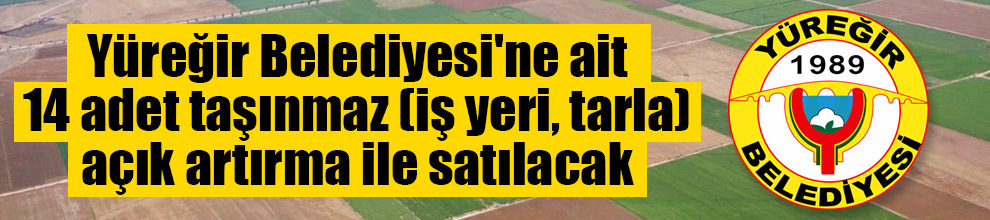 Yüreğir Belediyesi'ne ait
14 adet taşınmaz (iş yeri, tarla)
açık artırma ile satılacak
YÜREĞİR
1989
BELEDİYESİ